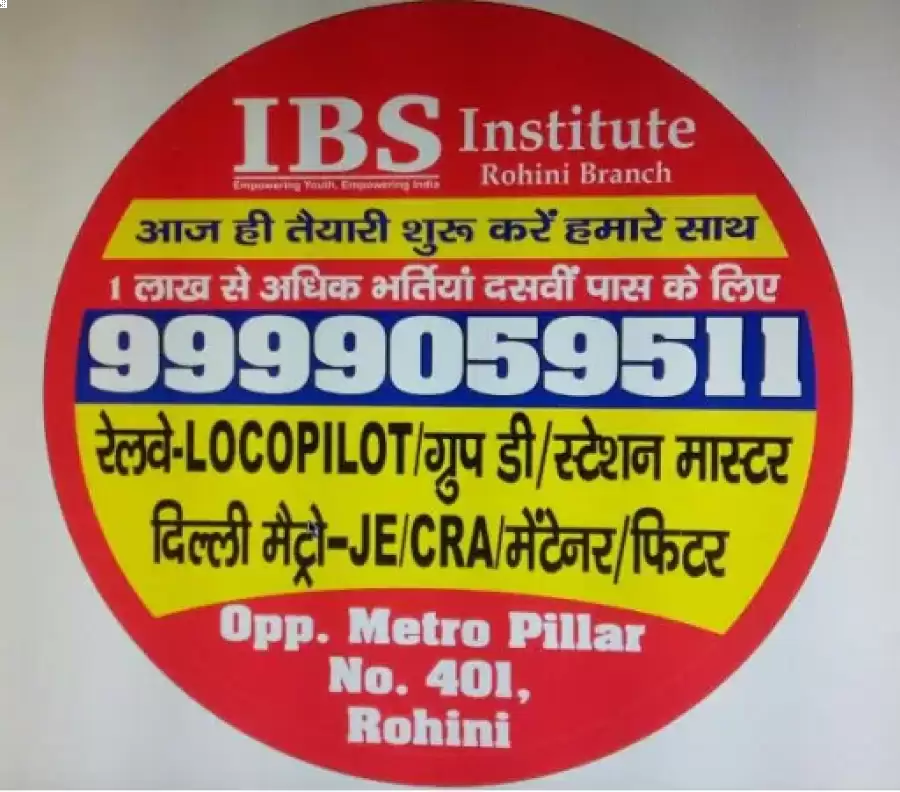 IBS Institute
Empowering Youth, Empowering India
Rohini Branch
आज ही तैयारी शुरू करें हमारे साथ
1 लाख से अधिक भर्तियां दसवीं पास के लिए
9999059511
रेलवे-LOCOPILOT/ग्रुप डी/स्टेशन मास्टर
दिल्ली मैट्रो-JE/CRA/मेंटेनर/फिटर
Opp. Metro Pillar
No. 401,
Rohini